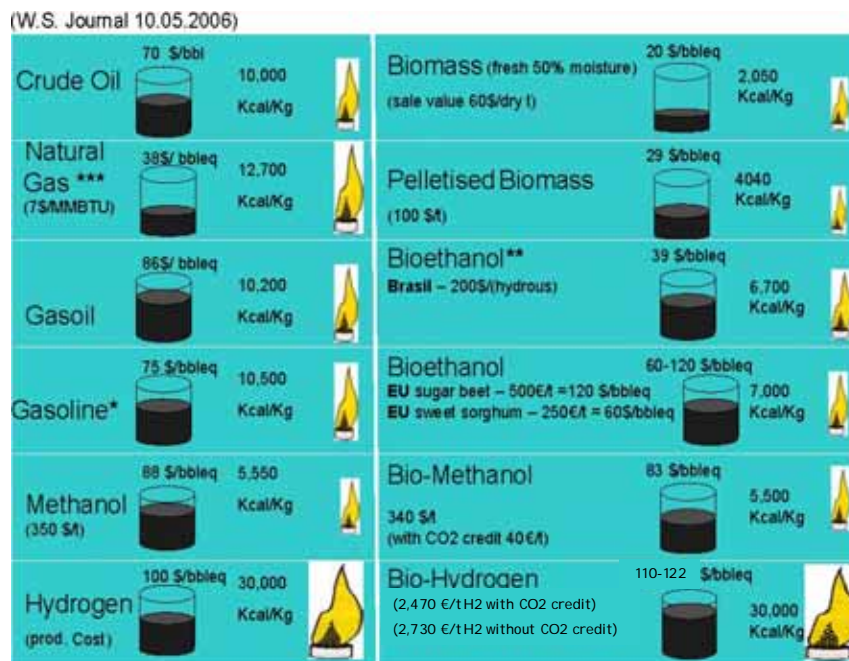 (W.S. Journal 10.05.2006)
70 $/bbl
Crude Oil
10,000
Kcal/Kg
Natural
Gas ***
(7$/MMBTU)
38$/ bbleq
12,700
Kcal/Kg
86$/ bbleq
Gasoil
10,200
Kcal/Kg
75 $/bbleq
Gasoline*
10,500
Kcal/Kg
88 $/bbleq
5,550
Kcal/Kg
Methanol
(350 $/t)
100 $/bbleq
30,000
Kcal/Kg
Hydrogen
(prod. Cost)
Biomass (fresh 50% moisture)
(sale value 60$/dry t)
20 $/bbleq
2,050
Kcal/Kg
29 $/bbleq
Pelletised Biomass
(100 $/t)
4040
Kcal/Kg
Bioethanol**
Brasil – 200$/(hydrous)
39 $/bbleq
6,700
Kcal/Kg
Bioethanol
60-120 $/bbleq
EU sugar beet – 500€/t =120 $/bbleq
EU sweet sorghum – 250€/t = 60$/bbleq
7,000
Kcal/Kg
Bio-Methanol
83 $/bbleq
340 $/t
(with CO2 credit 40€/t)
5,500
Kcal/Kg
Bio-Hydrogen
110-122 $/bbleq
(2,470 €/t H2 with CO2 credit)
(2,730 €/t H2 without CO2 credit)
30,000
Kcal/Kg